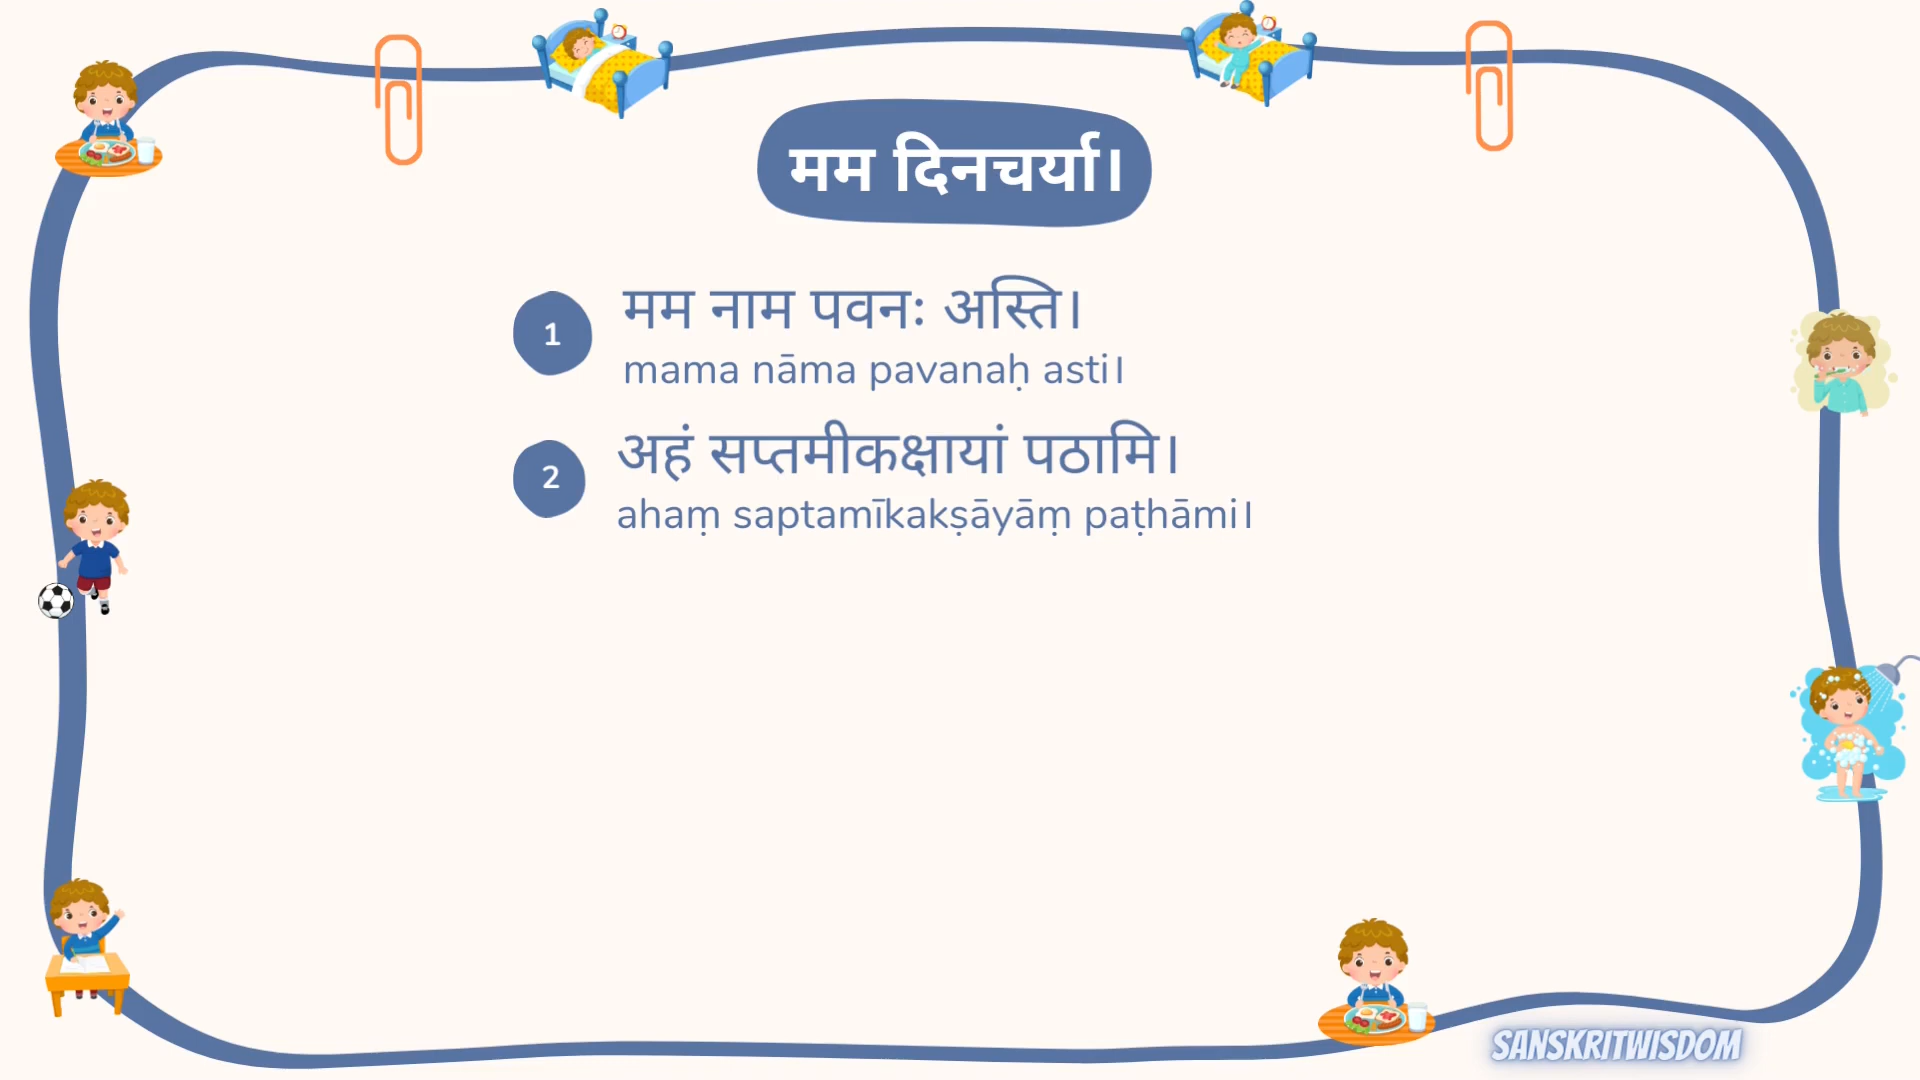 मम दिनचर्या।
1 मम नाम पवनः अस्ति।
mama nāma pavanaḥ asti।
2 अहं सप्तमीकक्षायां पठामि।
ahaṃ saptamīkakṣāyāṃ paṭhāmi।
SANSKRITWISDOM